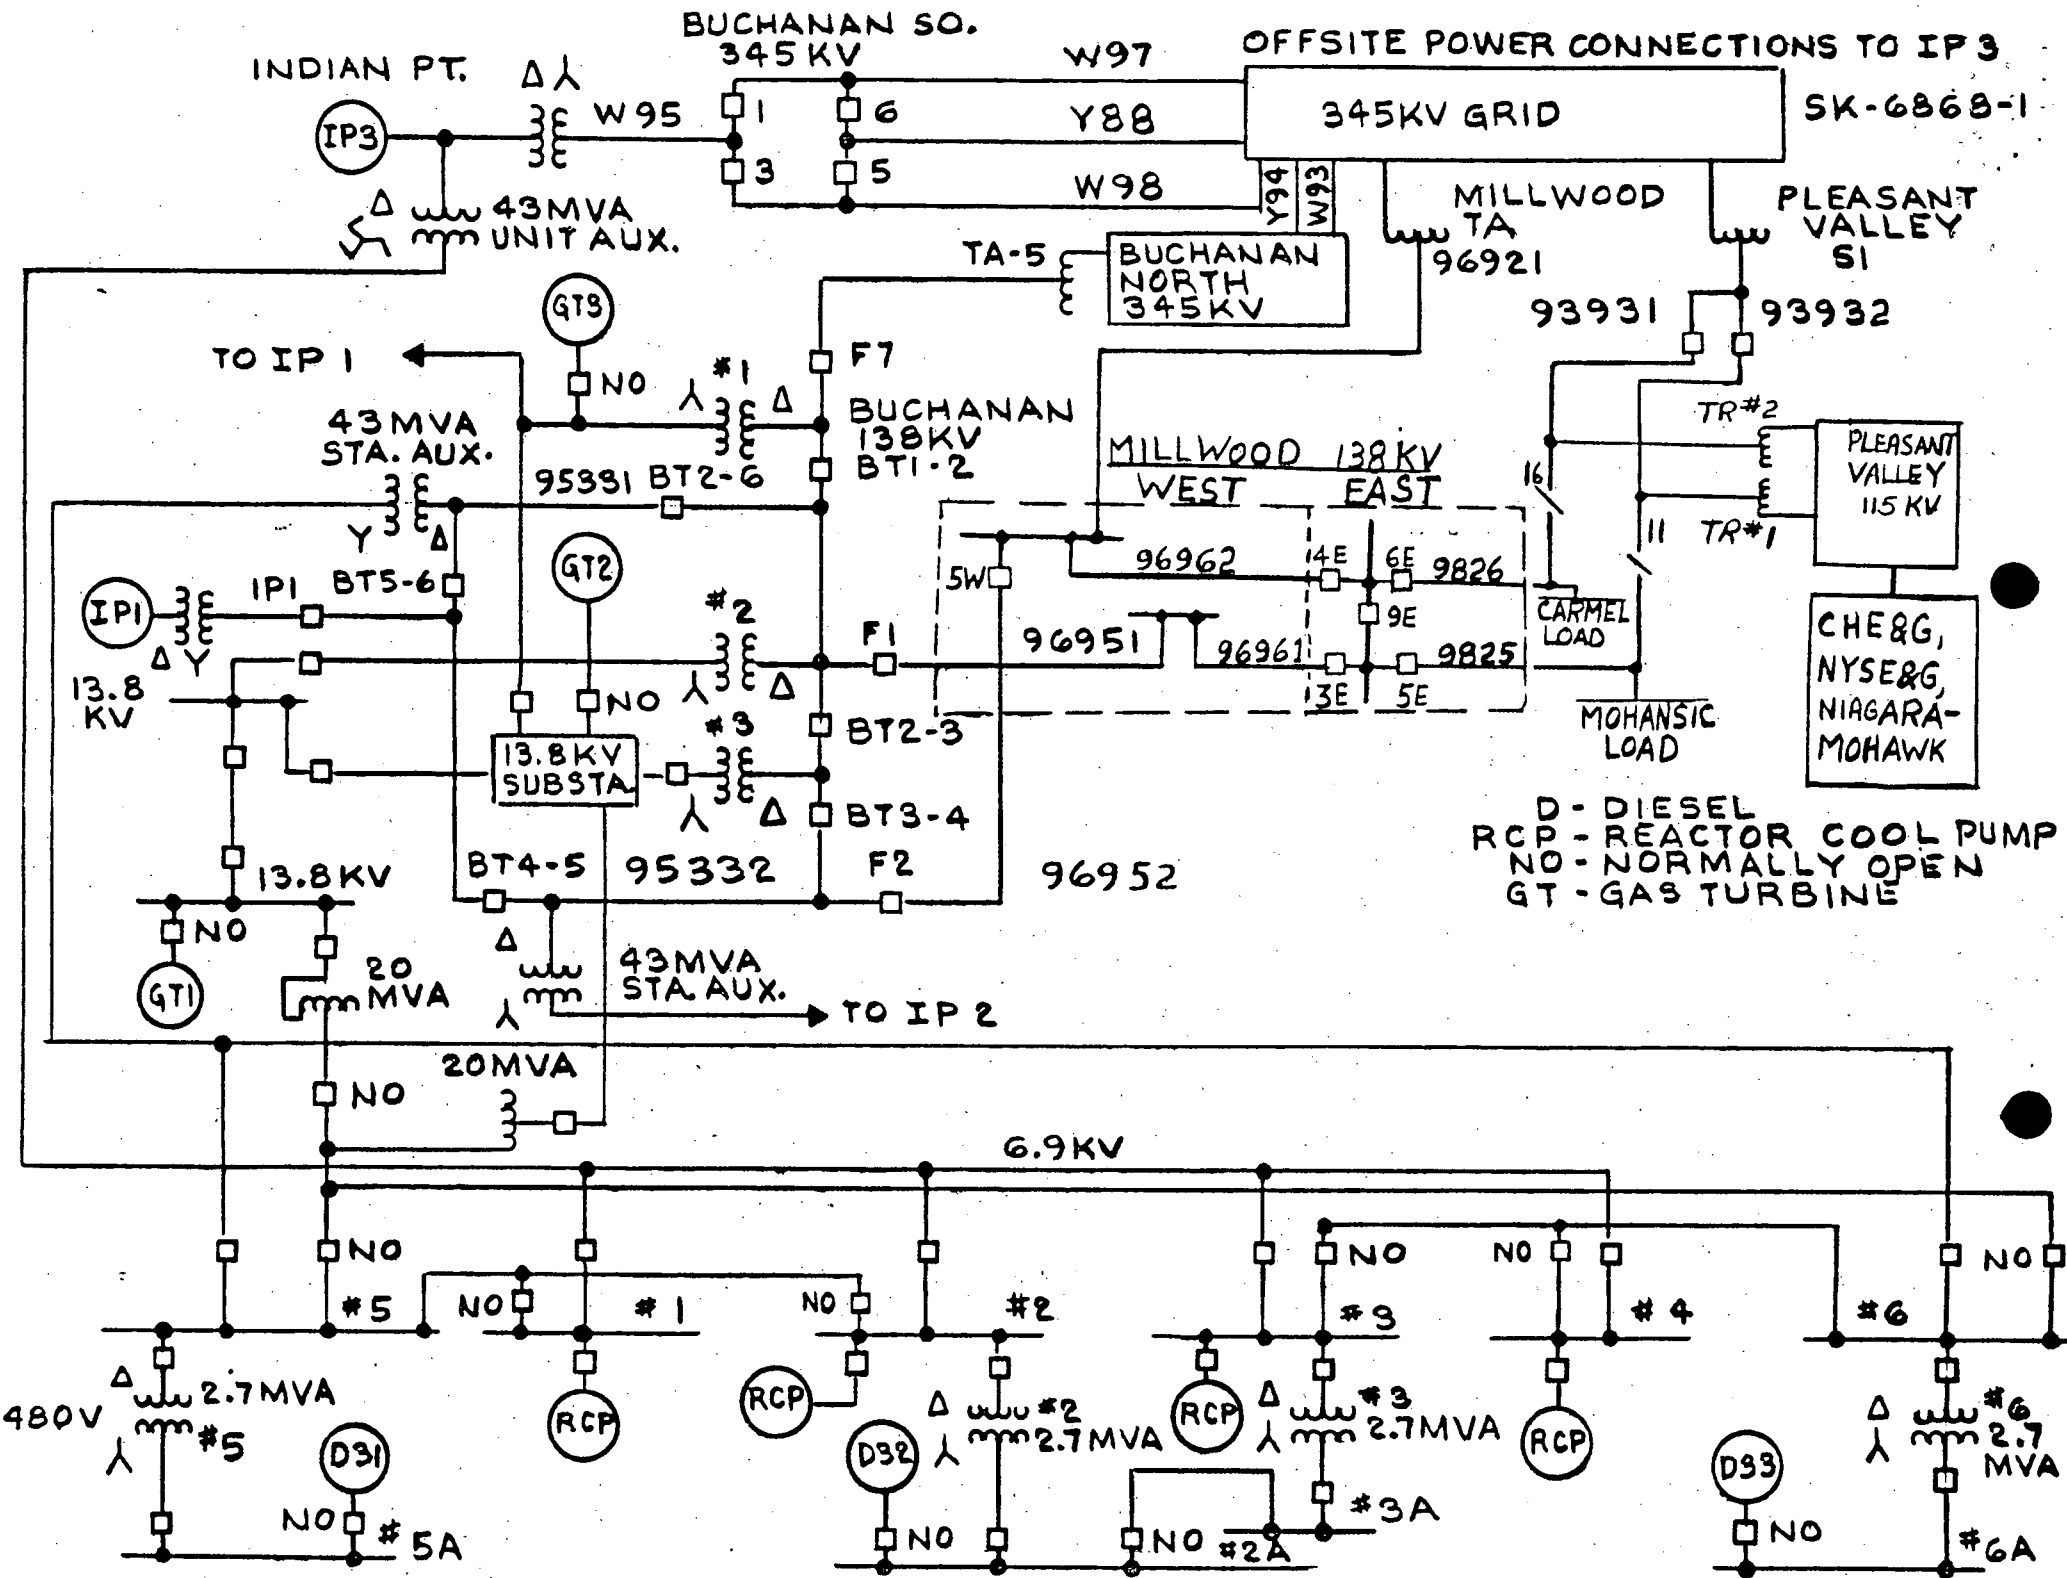 BUCHANAN SO.
345 KV
OFFSITE POWER CONNECTIONS TO IP 3
SK-6868-1
INDIAN PT.
IP3
Δ
W95
1
3
6
5
W97
Y88
W98
345KV GRID
Y94
W93
MILLWOOD
TA
96921
PLEASANT
VALLEY
S1
Δ
43MVA
UNIT AUX.
TA-5
BUCHANAN
NORTH
345KV
93931
93932
GT3
NO
TO IP 1
#1
Δ
F7
BUCHANAN
138KV
BT1-2
43 MVA
STA. AUX.
Y
Δ
95331
BT2-6
MILLWOOD 138 KV
WEST
EAST
TR#2
TR#1
PLEASANT
VALLEY
115 KV
16
11
IP1
Δ Y
IP1
BT5-6
GT2
NO
#2
Δ
F1
5W
96962
4E
6E
9826
9E
96951
96961
3E
5E
9825
CARMEL
LOAD
MOHANSIC
LOAD
CHE&G,
NYSE&G,
NIAGARA-
MOHAWK
13.8
KV
13.8KV
SUBSTA.
#3
Δ
BT2-3
BT3-4
D - DIESEL
RCP - REACTOR COOL PUMP
NO - NORMALLY OPEN
GT - GAS TURBINE
13.8KV
BT4-5
95332
F2
96952
NO
GT1
20
MVA
Δ
43MVA
STA. AUX.
TO IP 2
20MVA
NO
6.9KV
NO
#5
NO
#1
NO
#2
NO
#3
NO
#4
#6
NO
480V
Δ
2.7MVA
#5
D31
NO
#5A
RCP
RCP
D32
NO
Δ
#2
2.7MVA
NO
#2A
RCP
Δ
#3
2.7MVA
#3A
RCP
D33
NO
Δ
#6
2.7
MVA
#6A